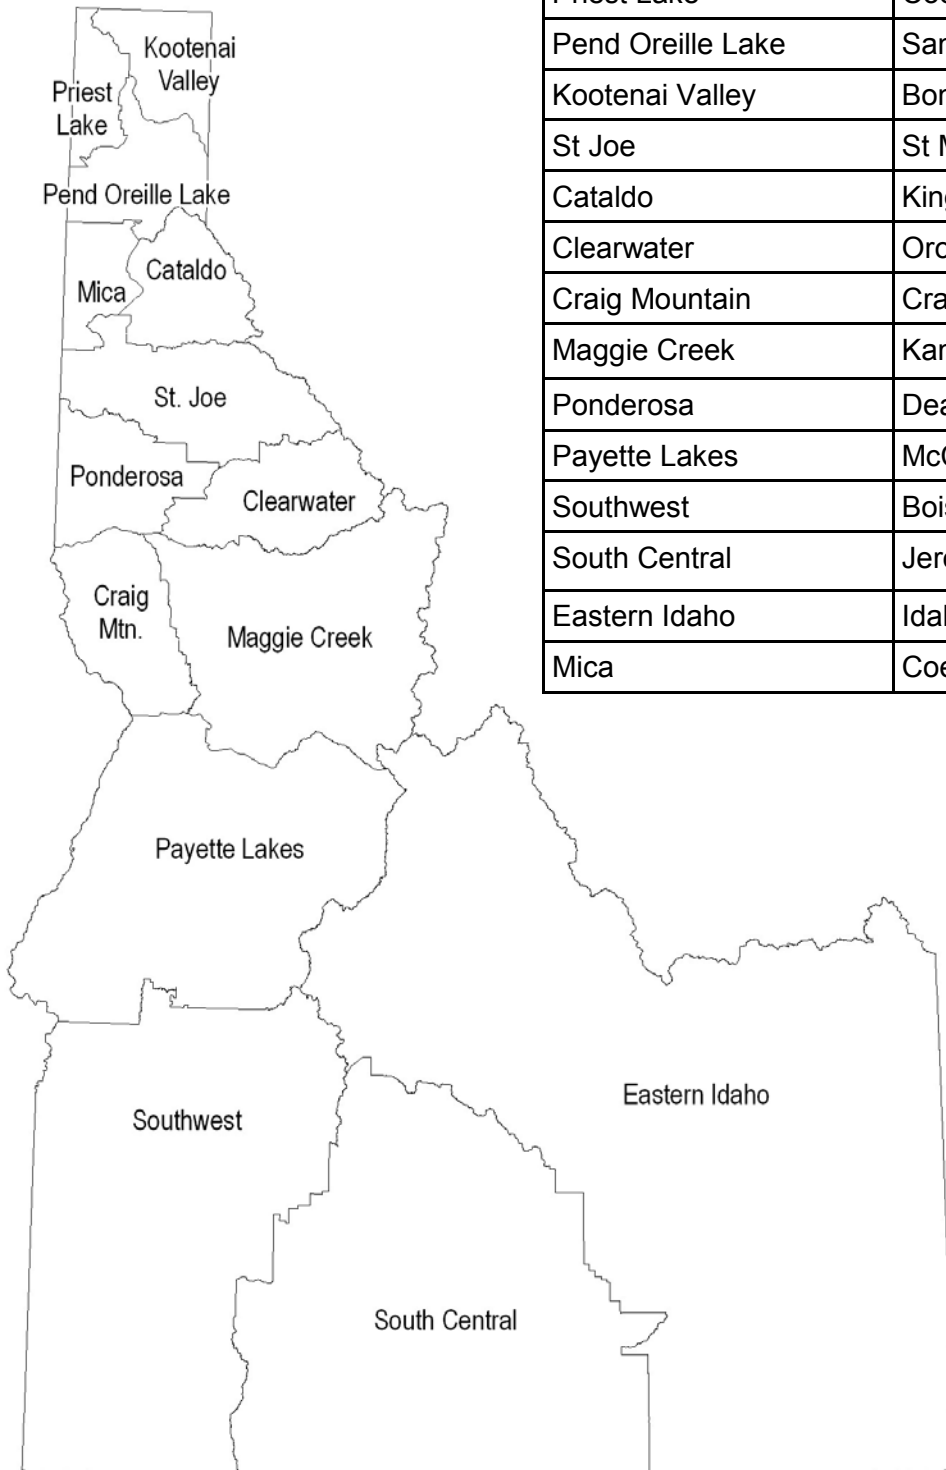 Kootenai
Valley
Priest
Lake
Pend Oreille Lake
Cataldo
Mica
St. Joe
Ponderosa
Clearwater
Craig
Mtn.
Maggie Creek
Payette Lakes
Eastern Idaho
Southwest
South Central
Priest Lake
Pend Oreille Lake
Kootenai Valley
St Joe
Cataldo
Clearwater
Craig Mountain
Maggie Creek
Ponderosa
Payette Lakes
Southwest
South Central
Eastern Idaho
Mica